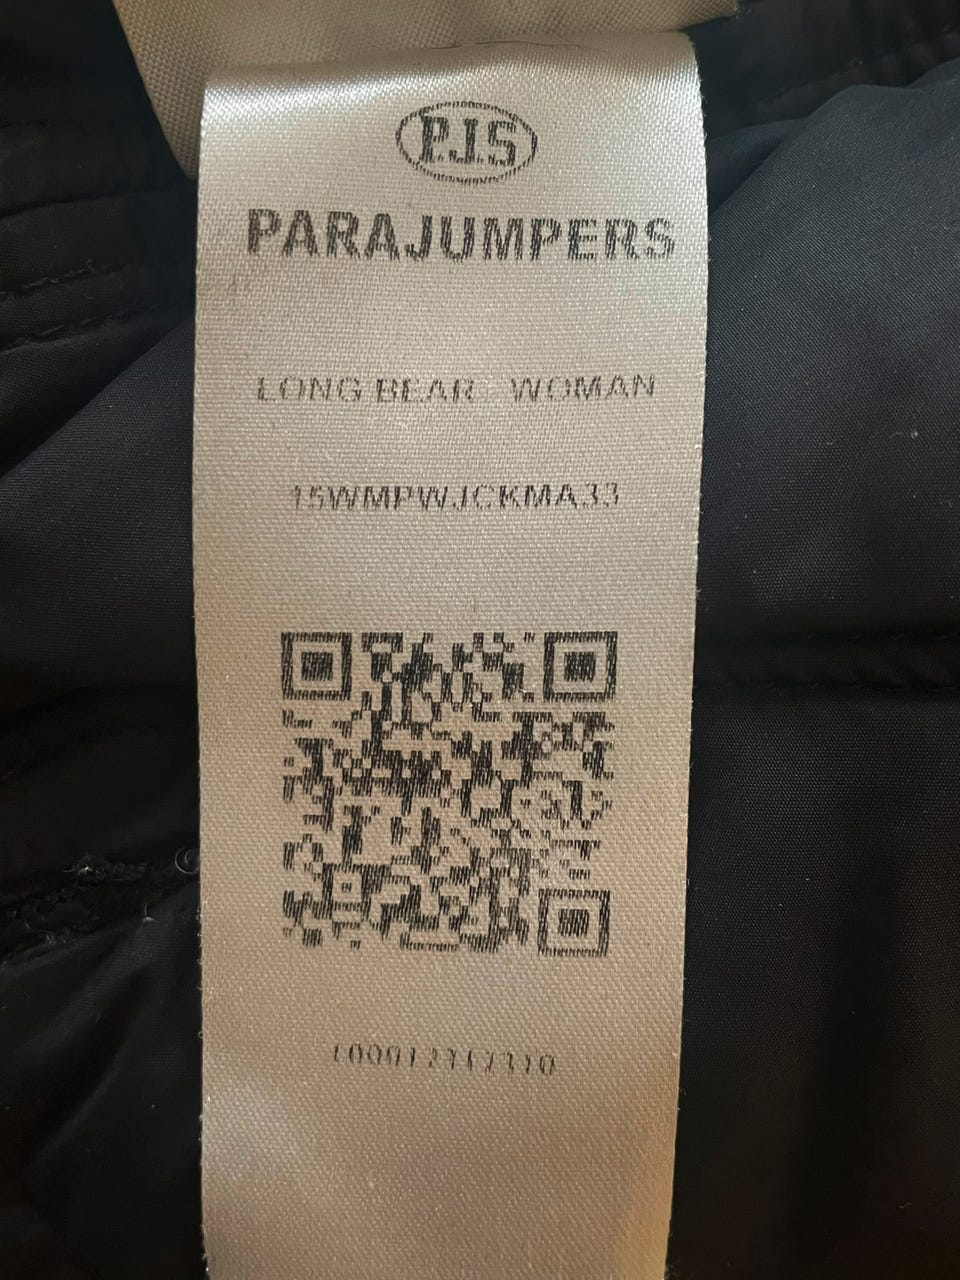 PJS
PARAJUMPERS
LONG BEAR - WOMAN
15WMPWJCKMA33